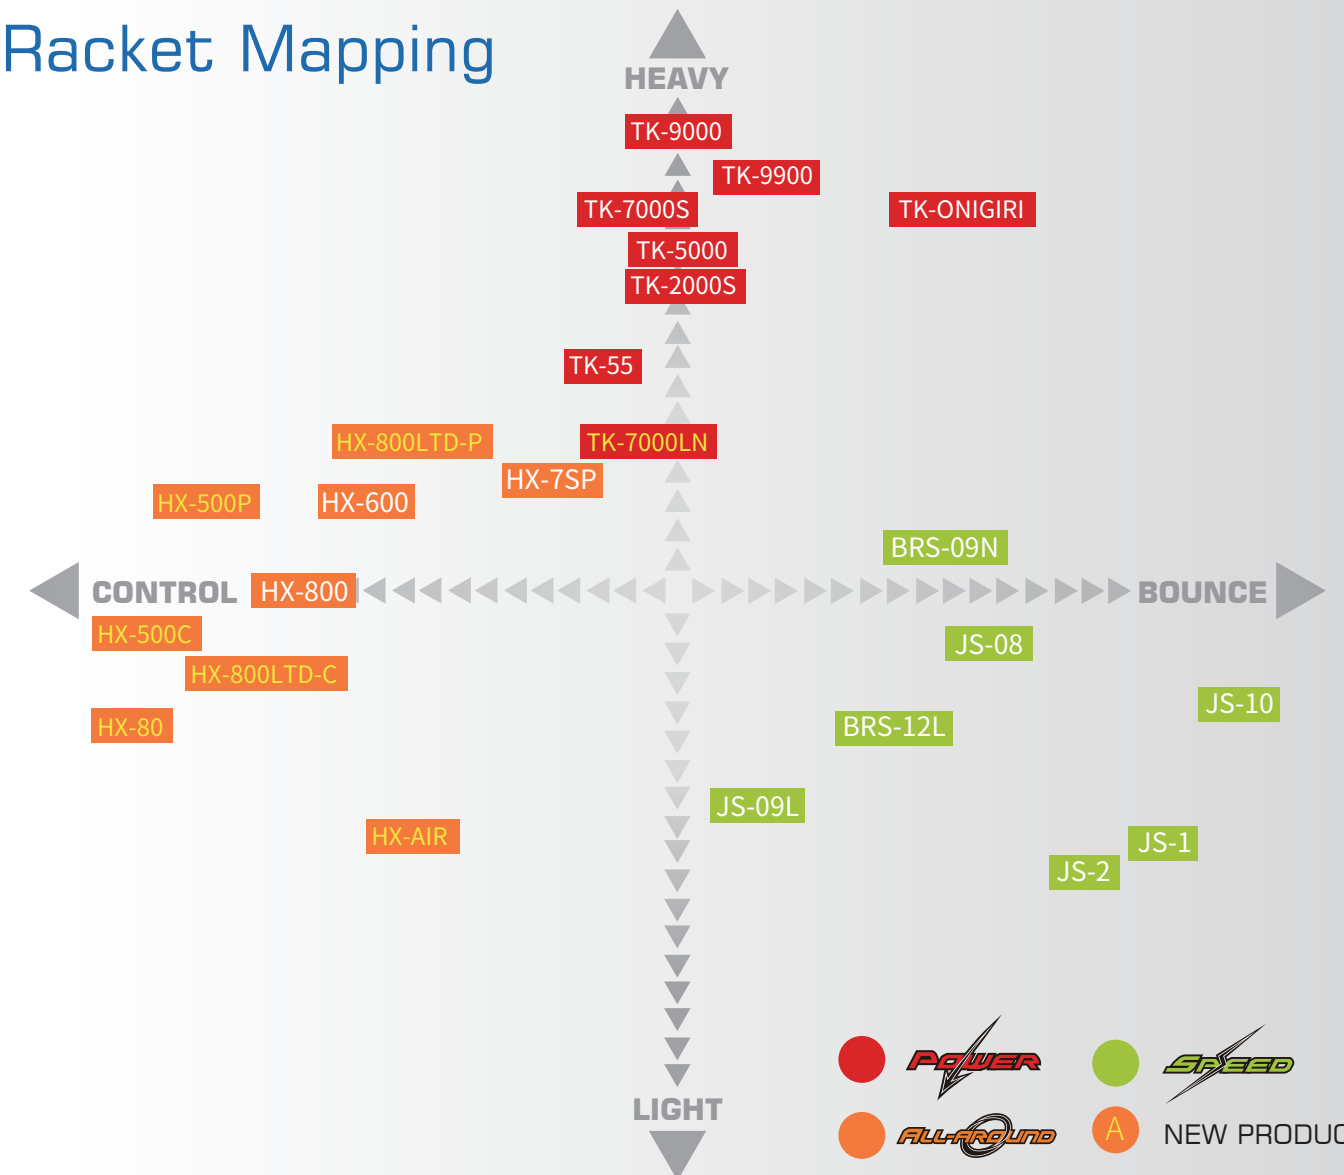 Racket Mapping
HEAVY
TK-9000
TK-9900
TK-7000S
TK-ONIGIRI
TK-5000
TK-2000S
TK-55
HX-800LTD-P
TK-7000LN
HX-7SP
HX-500P
HX-600
BRS-09N
CONTROL
HX-800
BOUNCE
HX-500C
JS-08
HX-800LTD-C
JS-10
HX-80
BRS-12L
JS-09L
HX-AIR
JS-1
JS-2
LIGHT
POWER
SPEED
ALL-AROUND
A
NEW PRODUC